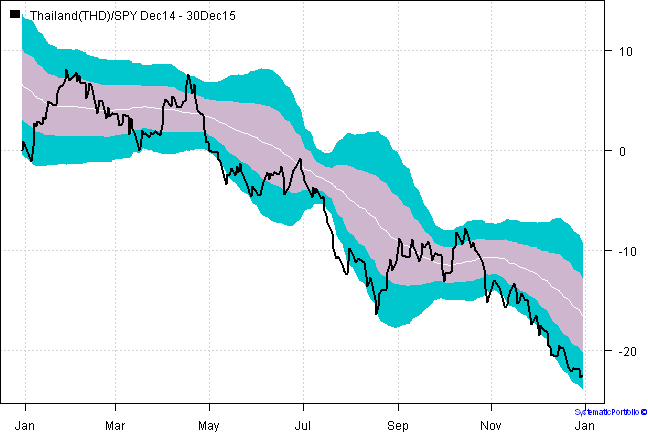 Thailand(THD)/SPY Dec14 - 30Dec15
10
0
-10
-20
Jan Mar May Jul Sep Nov Jan
SystematicPortfolio ©